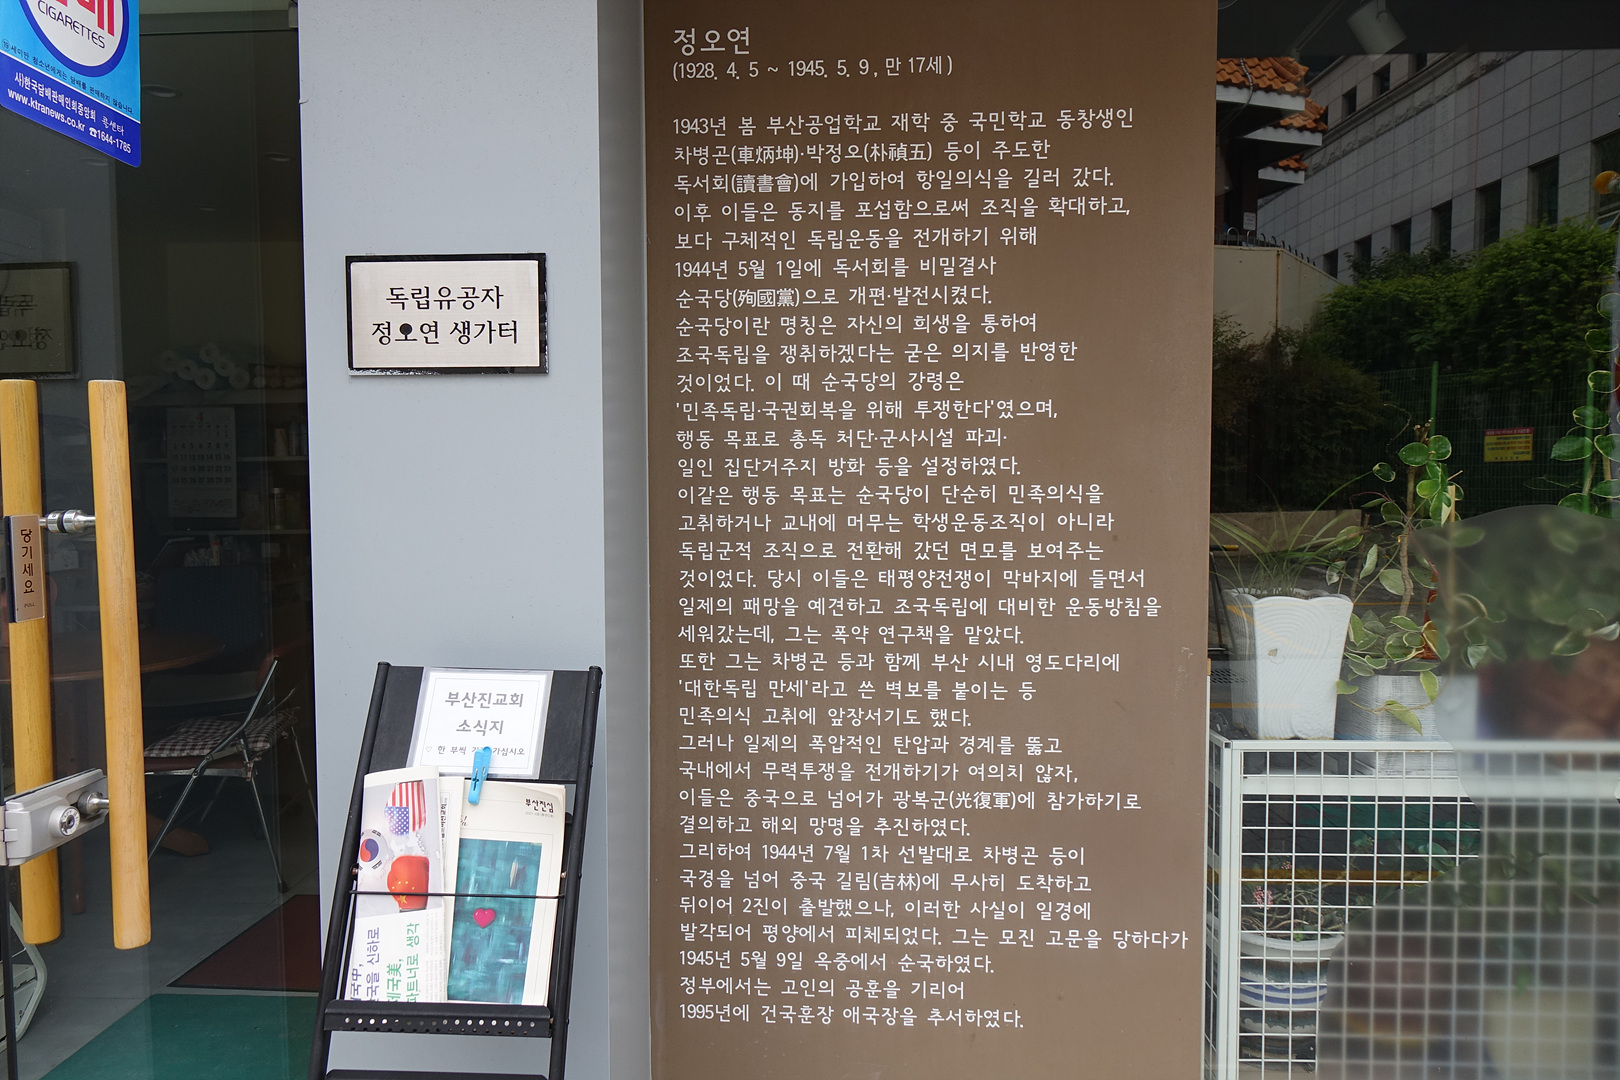 CIGARETTES
사)한국담배판매인회중앙회 콜센타
www.ktranews.co.kr ☎1644-1785
당기세요
PULL
독립유공자
정오연 생가터
부산진교회
소식지
한 부씩 가십시오
부산진교회
정오연
(1928. 4. 5 ~ 1945. 5. 9, 만 17세)
1943년 봄 부산공업학교 재학 중 국민학교 동창생인
차병곤(車炳坤)·박정오(朴禎五) 등이 주도한
독서회(讀書會)에 가입하여 항일의식을 길러 갔다.
이후 이들은 동지를 포섭함으로써 조직을 확대하고,
보다 구체적인 독립운동을 전개하기 위해
1944년 5월 1일에 독서회를 비밀결사
순국당(殉國黨)으로 개편·발전시켰다.
순국당이란 명칭은 자신의 희생을 통하여
조국독립을 쟁취하겠다는 굳은 의지를 반영한
것이었다. 이 때 순국당의 강령은
'민족독립·국권회복을 위해 투쟁한다'였으며,
행동 목표로 총독 처단·군사시설 파괴·
일인 집단거주지 방화 등을 설정하였다.
이같은 행동 목표는 순국당이 단순히 민족의식을
고취하거나 교내에 머무는 학생운동조직이 아니라
독립군적 조직으로 전환해 갔던 면모를 보여주는
것이었다. 당시 이들은 태평양전쟁이 막바지에 들면서
일제의 패망을 예견하고 조국독립에 대비한 운동방침을
세워갔는데, 그는 폭약 연구책을 맡았다.
또한 그는 차병곤 등과 함께 부산 시내 영도다리에
'대한독립 만세'라고 쓴 벽보를 붙이는 등
민족의식 고취에 앞장서기도 했다.
그러나 일제의 폭압적인 탄압과 경계를 뚫고
국내에서 무력투쟁을 전개하기가 여의치 않자,
이들은 중국으로 넘어가 광복군(光復軍)에 참가하기로
결의하고 해외 망명을 추진하였다.
그리하여 1944년 7월 1차 선발대로 차병곤 등이
국경을 넘어 중국 길림(吉林)에 무사히 도착하고
뒤이어 2진이 출발했으나, 이러한 사실이 일경에
발각되어 평양에서 피체되었다. 그는 모진 고문을 당하다가
1945년 5월 9일 옥중에서 순국하였다.
정부에서는 고인의 공훈을 기리어
1995년에 건국훈장 애국장을 추서하였다.